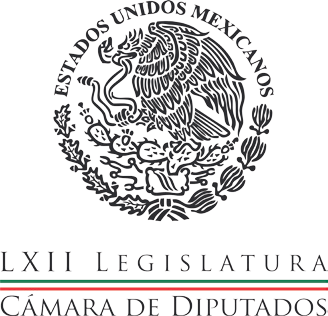 ESTADOS UNIDOS MEXICANOS
LXII LEGISLATURA
CÁMARA DE DIPUTADOS